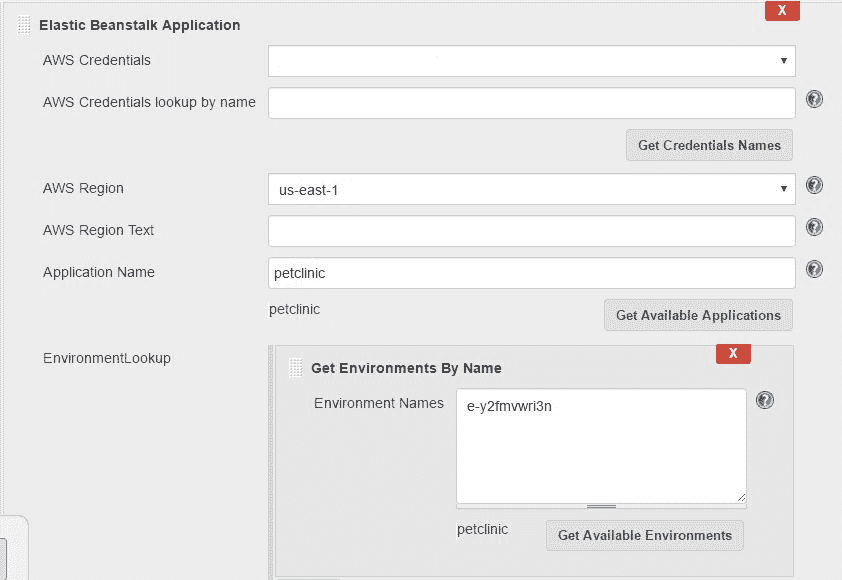 X
Elastic Beanstalk Application
AWS Credentials
AWS Credentials lookup by name
Get Credentials Names
AWS Region us-east-1
AWS Region Text
Application Name petclinic
petclinic Get Available Applications
EnvironmentLookup
X
Get Environments By Name
Environment Names e-y2fmvwri3n
petclinic Get Available Environments